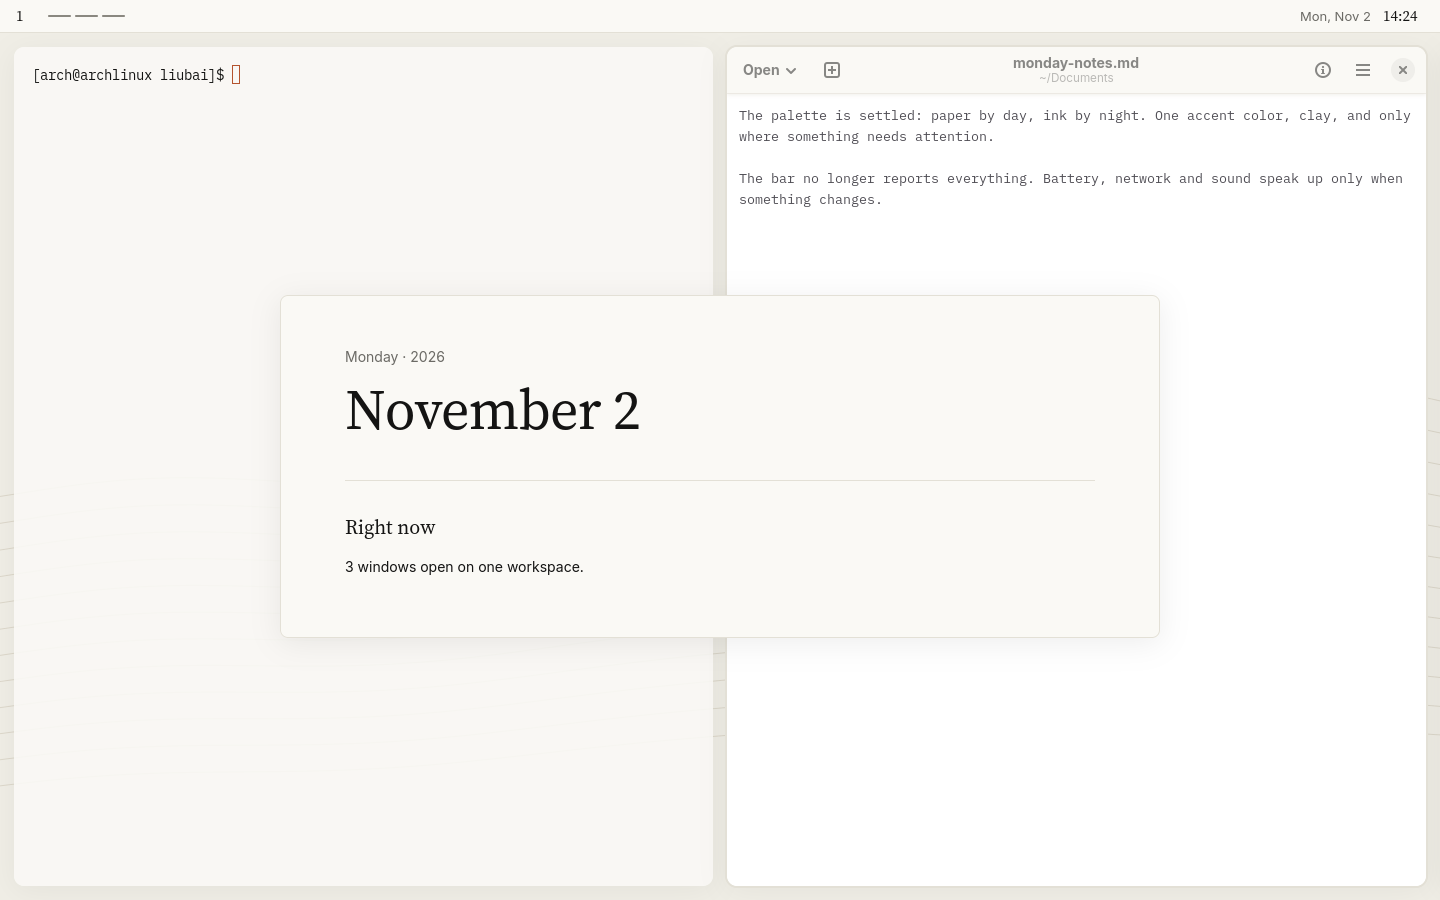 1
Mon, Nov 2 14:24
[arch@archlinux liubai]$
Open
monday-notes.md
~/Documents
The palette is settled: paper by day, ink by night. One accent color, clay, and only
where something needs attention.
The bar no longer reports everything. Battery, network and sound speak up only when
something changes.
Monday · 2026
November 2
Right now
3 windows open on one workspace.